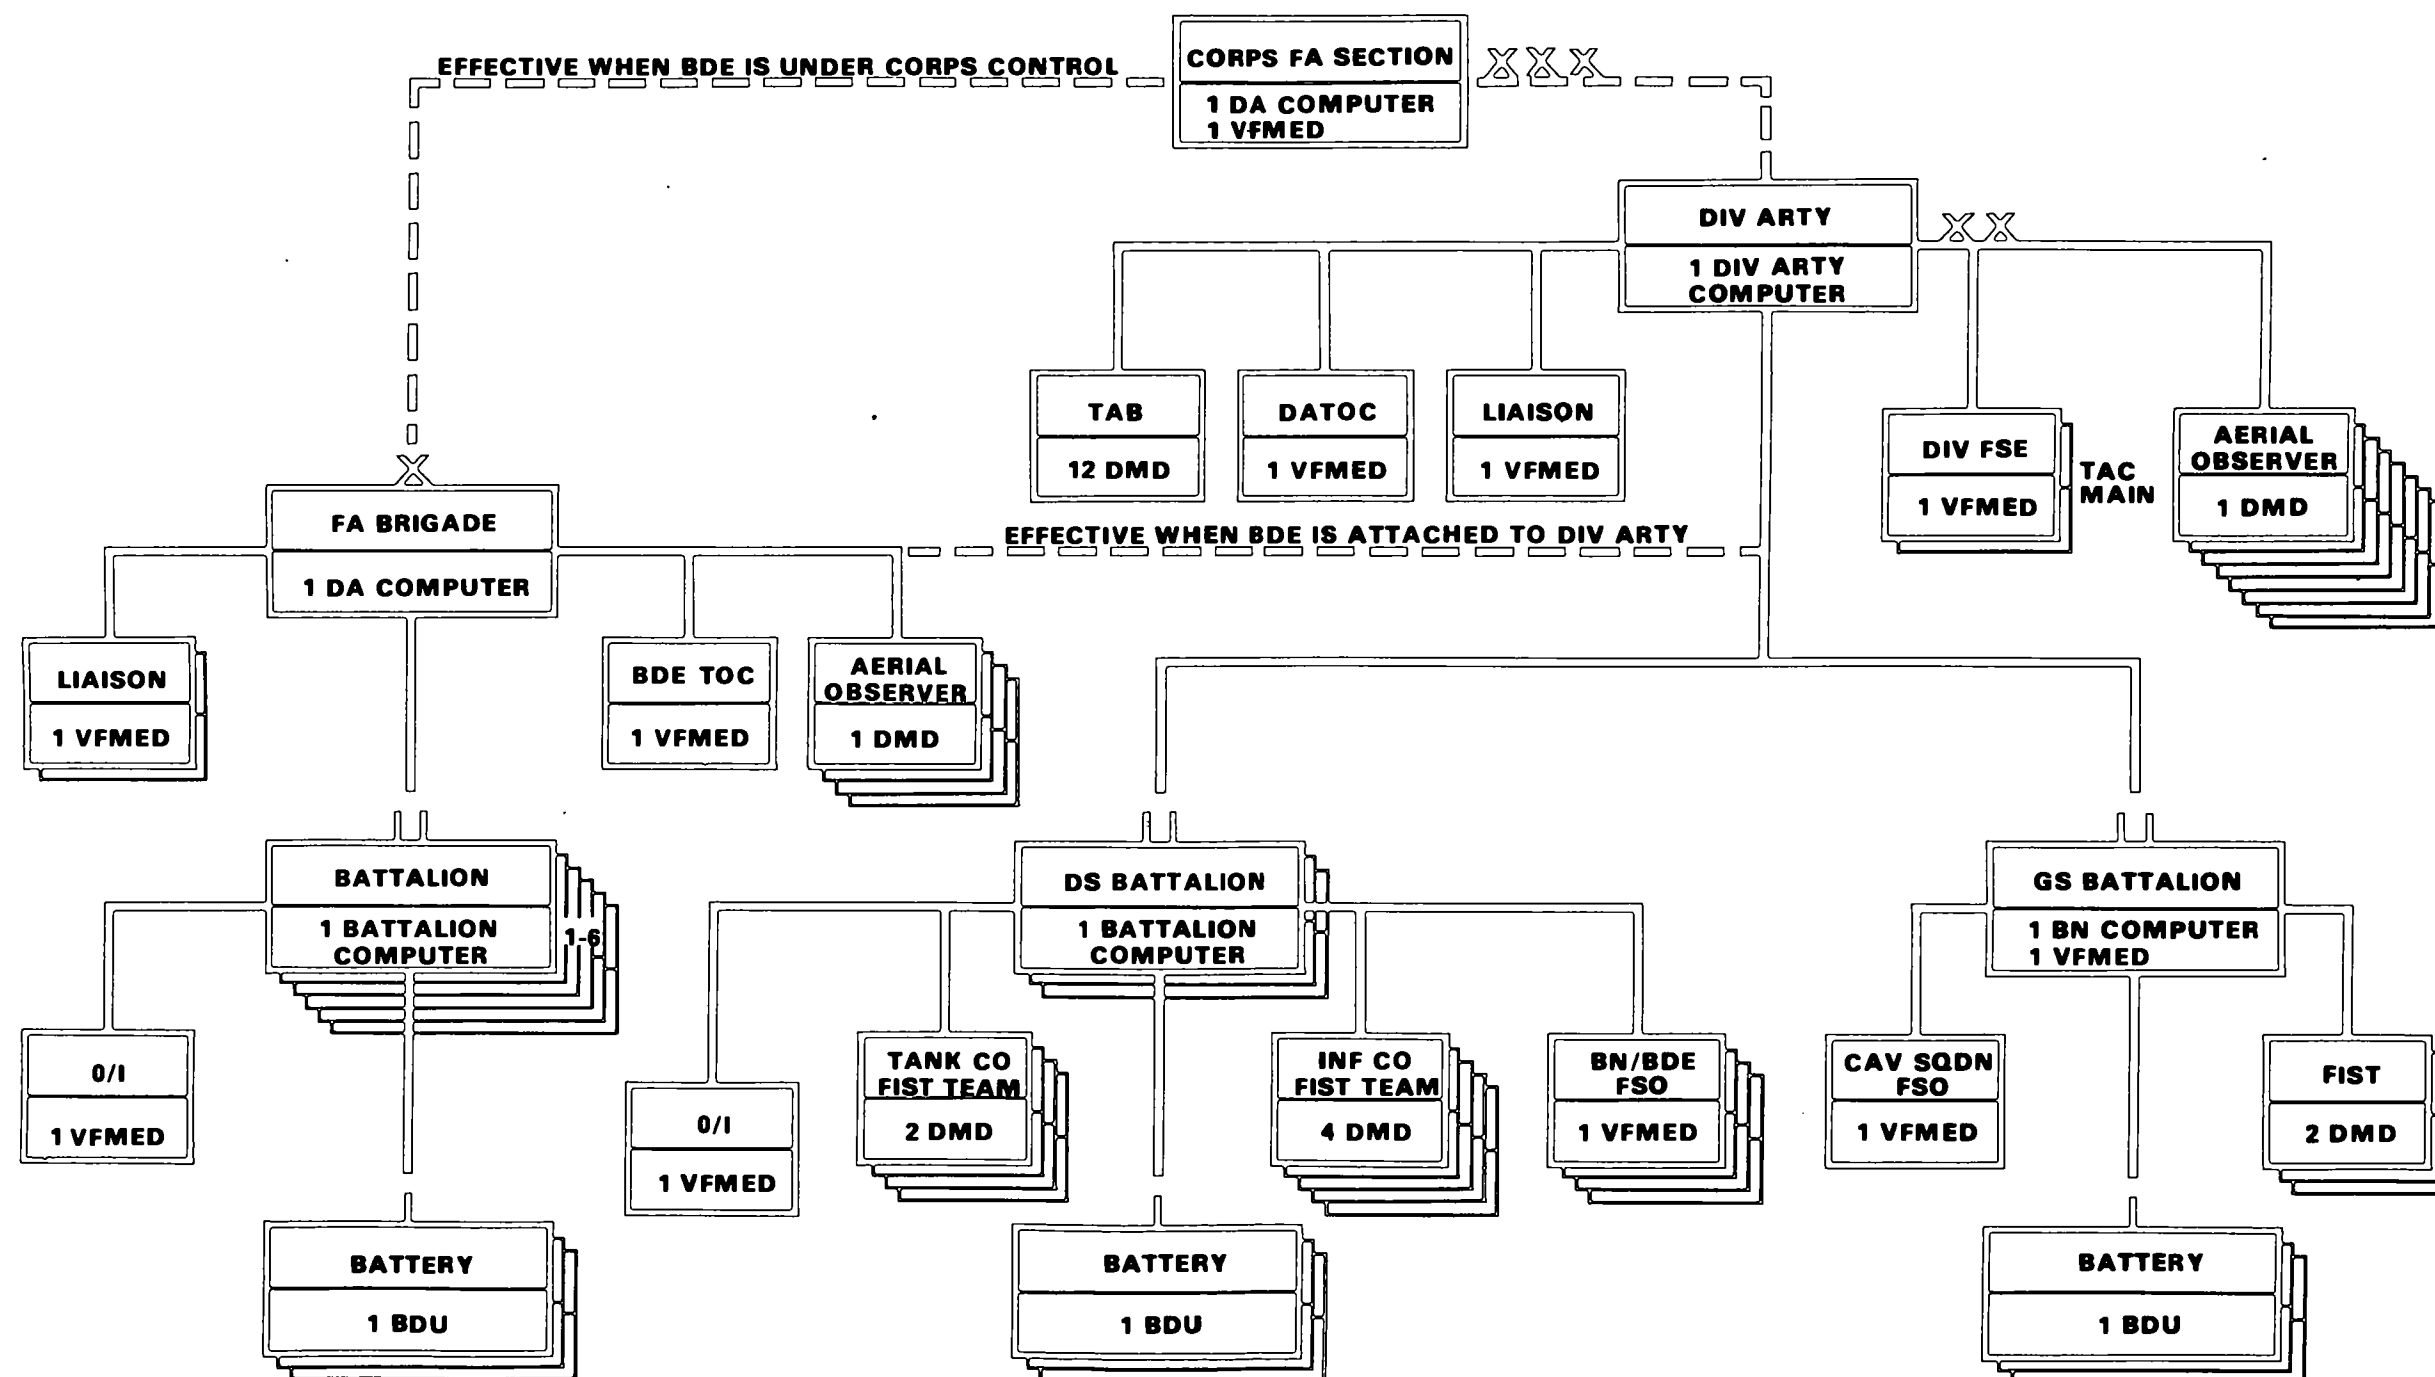 EFFECTIVE WHEN BDE IS UNDER CORPS CONTROL
CORPS FA SECTION
XXX
1 DA COMPUTER
1 VFMED
DIV ARTY
XX
1 DIV ARTY
COMPUTER
TAB
12 DMD
DATOC
1 VFMED
LIAISON
1 VFMED
DIV FSE
1 VFMED
TAC
MAIN
AERIAL
OBSERVER
1 DMD
X
FA BRIGADE
1 DA COMPUTER
EFFECTIVE WHEN BDE IS ATTACHED TO DIV ARTY
LIAISON
1 VFMED
BDE TOC
1 VFMED
AERIAL
OBSERVER
1 DMD
BATTALION
1 BATTALION
COMPUTER
1-6
DS BATTALION
1 BATTALION
COMPUTER
GS BATTALION
1 BN COMPUTER
1 VFMED
0/I
1 VFMED
0/I
1 VFMED
TANK CO
FIST TEAM
2 DMD
INF CO
FIST TEAM
4 DMD
BN/BDE
FSO
1 VFMED
CAV SQDN
FSO
1 VFMED
FIST
2 DMD
BATTERY
1 BDU
BATTERY
1 BDU
BATTERY
1 BDU